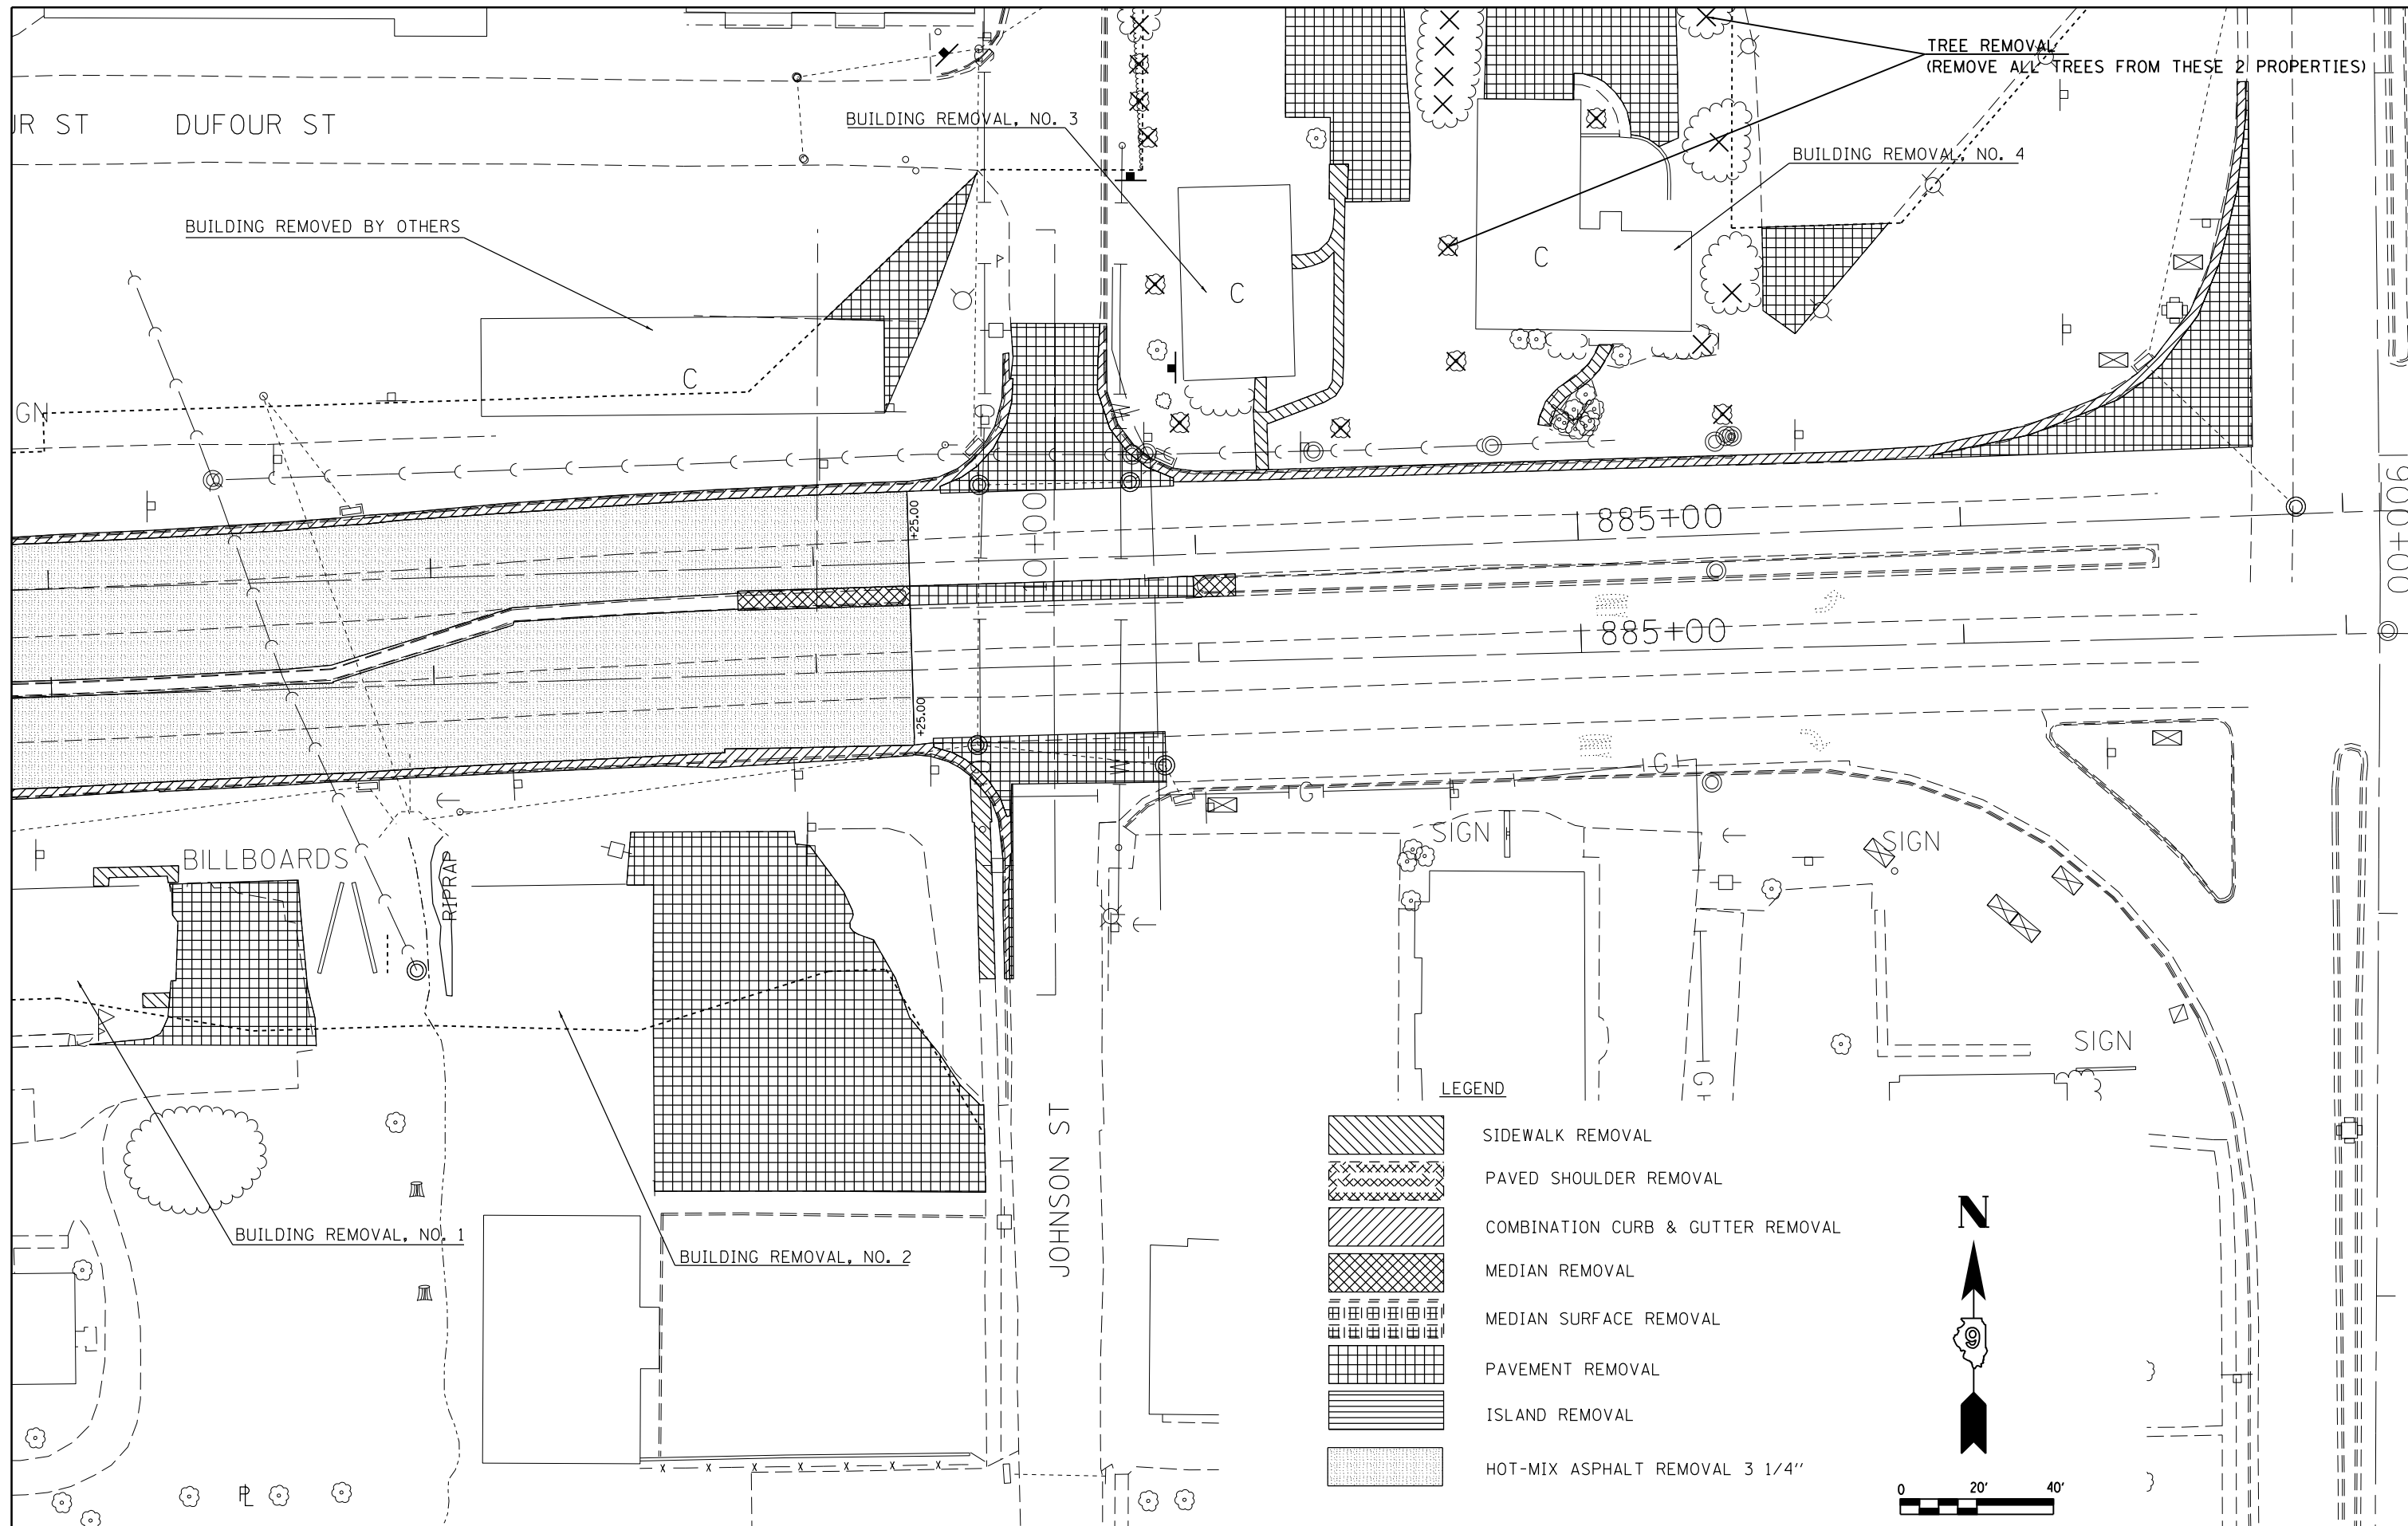 TREE REMOVAL
(REMOVE ALL TREES FROM THESE 2 PROPERTIES)
UR ST
DUFOUR ST
BUILDING REMOVAL, NO. 3
BUILDING REMOVAL, NO. 4
BUILDING REMOVED BY OTHERS
C
C
C
GN
+25.00
885+00
900+00
885+00
+25.00
G
G
BILLBOARDS
RIPRAP
SIGN
SIGN
SIGN
G
LEGEND
SIDEWALK REMOVAL
PAVED SHOULDER REMOVAL
COMBINATION CURB & GUTTER REMOVAL
MEDIAN REMOVAL
MEDIAN SURFACE REMOVAL
PAVEMENT REMOVAL
ISLAND REMOVAL
HOT-MIX ASPHALT REMOVAL 3 1/4"
JOHNSON ST
BUILDING REMOVAL, NO. 1
BUILDING REMOVAL, NO. 2
PL
N
9
0 20' 40'